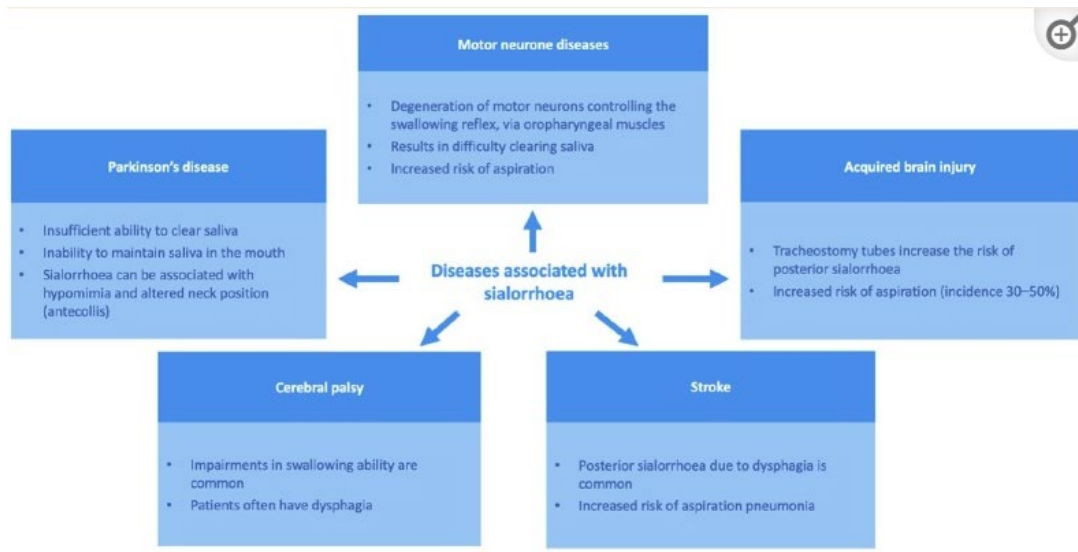 Motor neurone diseases
• Degeneration of motor neurons controlling the
swallowing reflex, via oropharyngeal muscles
• Results in difficulty clearing saliva
• Increased risk of aspiration
Parkinson's disease
• Insufficient ability to clear saliva
• Inability to maintain saliva in the mouth
• Sialorrhoea can be associated with
hypomimia and altered neck position
(antecollis)
Acquired brain injury
• Tracheostomy tubes increase the risk of
posterior sialorrhoea
• Increased risk of aspiration (incidence 30–50%)
Diseases associated with
sialorrhoea
Cerebral palsy
• Impairments in swallowing ability are
common
• Patients often have dysphagia
Stroke
• Posterior sialorrhoea due to dysphagia is
common
• Increased risk of aspiration pneumonia